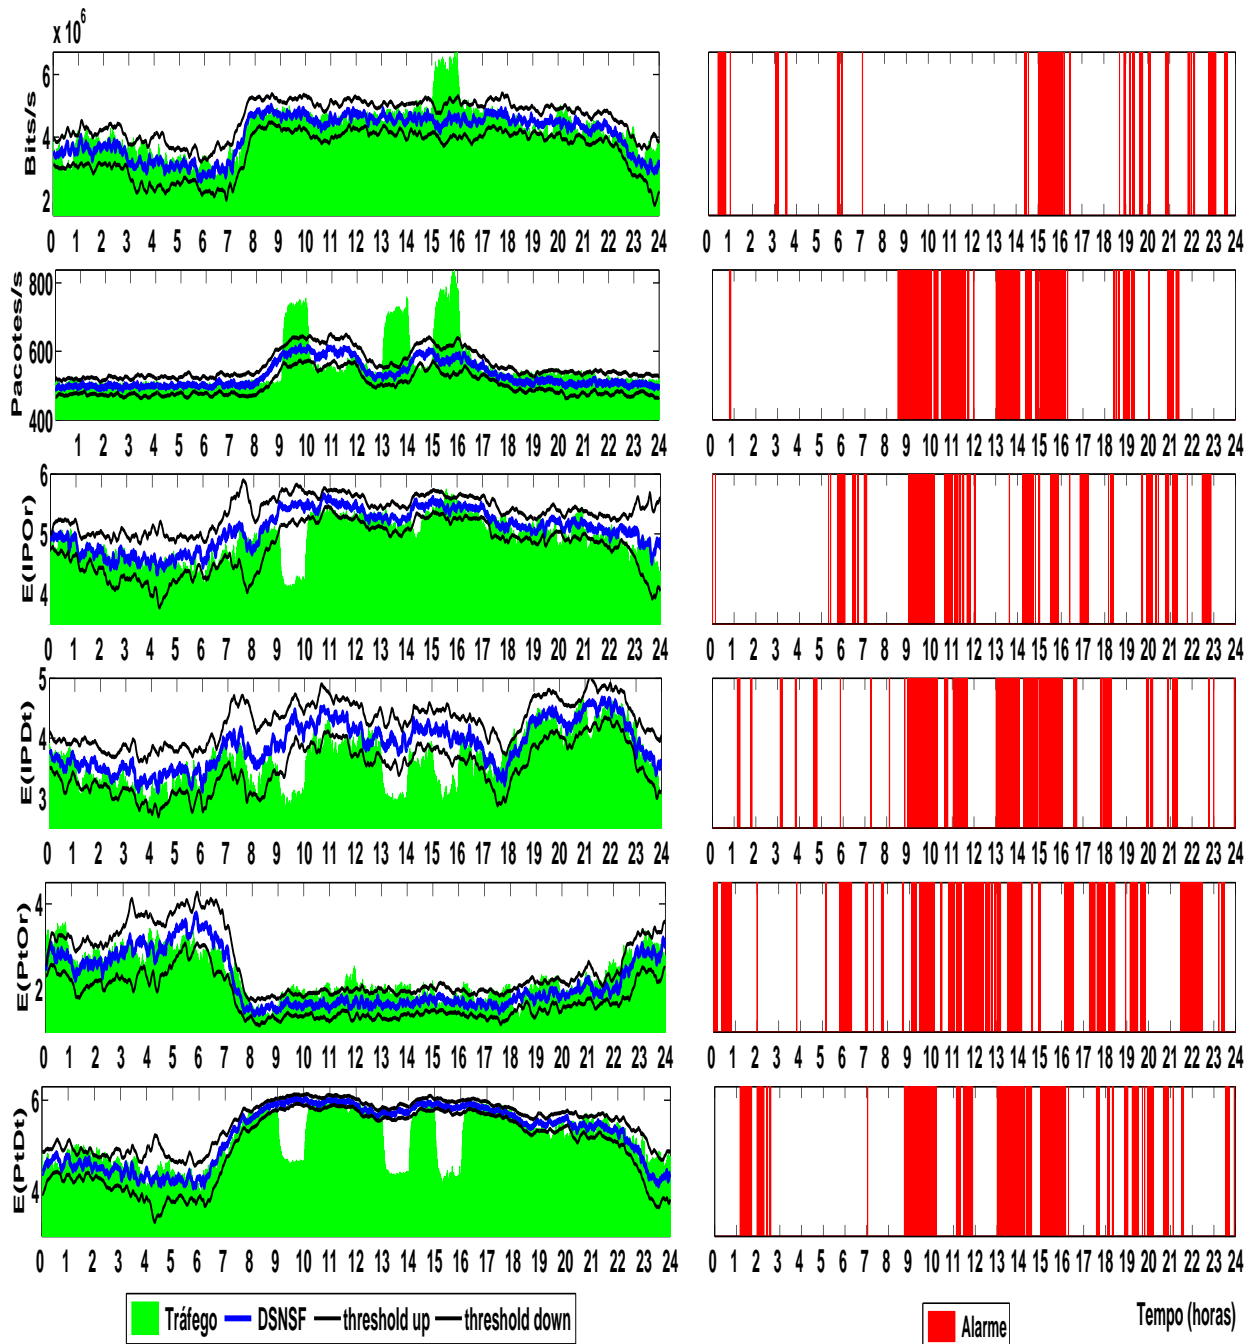 x 10^6
Bits/s
6
4
2
0 1 2 3 4 5 6 7 8 9 10 11 12 13 14 15 16 17 18 19 20 21 22 23 24
0 1 2 3 4 5 6 7 8 9 10 11 12 13 14 15 16 17 18 19 20 21 22 23 24
Pacotes/s
800
600
400
1 2 3 4 5 6 7 8 9 10 11 12 13 14 15 16 17 18 19 20 21 22 23 24
0 1 2 3 4 5 6 7 8 9 10 11 12 13 14 15 16 17 18 19 20 21 22 23 24
E(IPOr)
6
5
4
0 1 2 3 4 5 6 7 8 9 10 11 12 13 14 15 16 17 18 19 20 21 22 23 24
0 1 2 3 4 5 6 7 8 9 10 11 12 13 14 15 16 17 18 19 20 21 22 23 24
E(IPDt)
5
4
3
0 1 2 3 4 5 6 7 8 9 10 11 12 13 14 15 16 17 18 19 20 21 22 23 24
0 1 2 3 4 5 6 7 8 9 10 11 12 13 14 15 16 17 18 19 20 21 22 23 24
E(PtOr)
4
2
0 1 2 3 4 5 6 7 8 9 10 11 12 13 14 15 16 17 18 19 20 21 22 23 24
0 1 2 3 4 5 6 7 8 9 10 11 12 13 14 15 16 17 18 19 20 21 22 23 24
E(PtDt)
6
4
0 1 2 3 4 5 6 7 8 9 10 11 12 13 14 15 16 17 18 19 20 21 22 23 24
0 1 2 3 4 5 6 7 8 9 10 11 12 13 14 15 16 17 18 19 20 21 22 23 24
Tráfego DSNSF threshold up threshold down
Alarme
Tempo (horas)